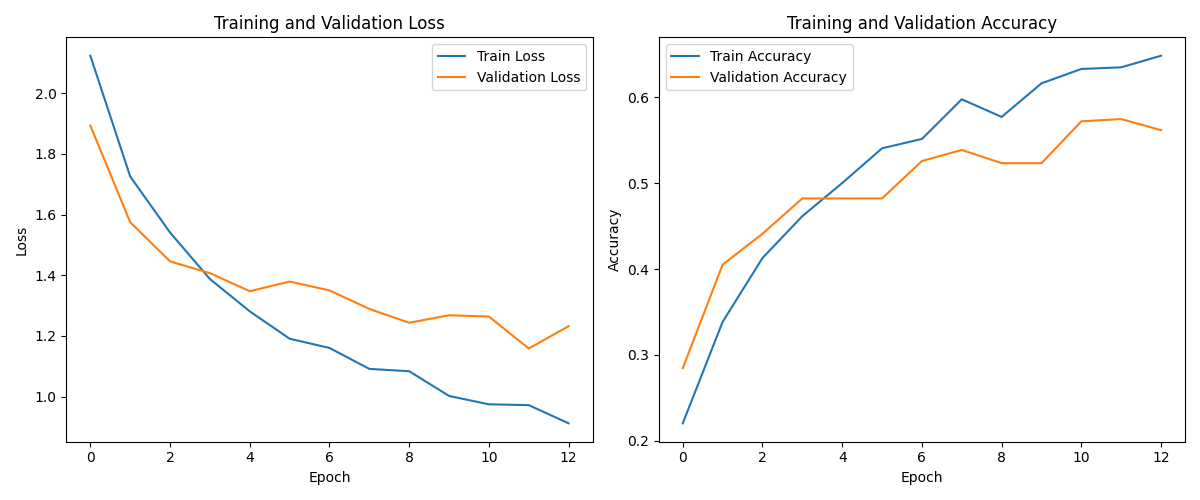 Training and Validation Loss
Train Loss
Validation Loss
2.0
1.8
1.6
1.4
1.2
1.0
Loss
0 2 4 6 8 10 12
Epoch
Training and Validation Accuracy
Train Accuracy
Validation Accuracy
0.6
0.5
0.4
0.3
0.2
Accuracy
0 2 4 6 8 10 12
Epoch